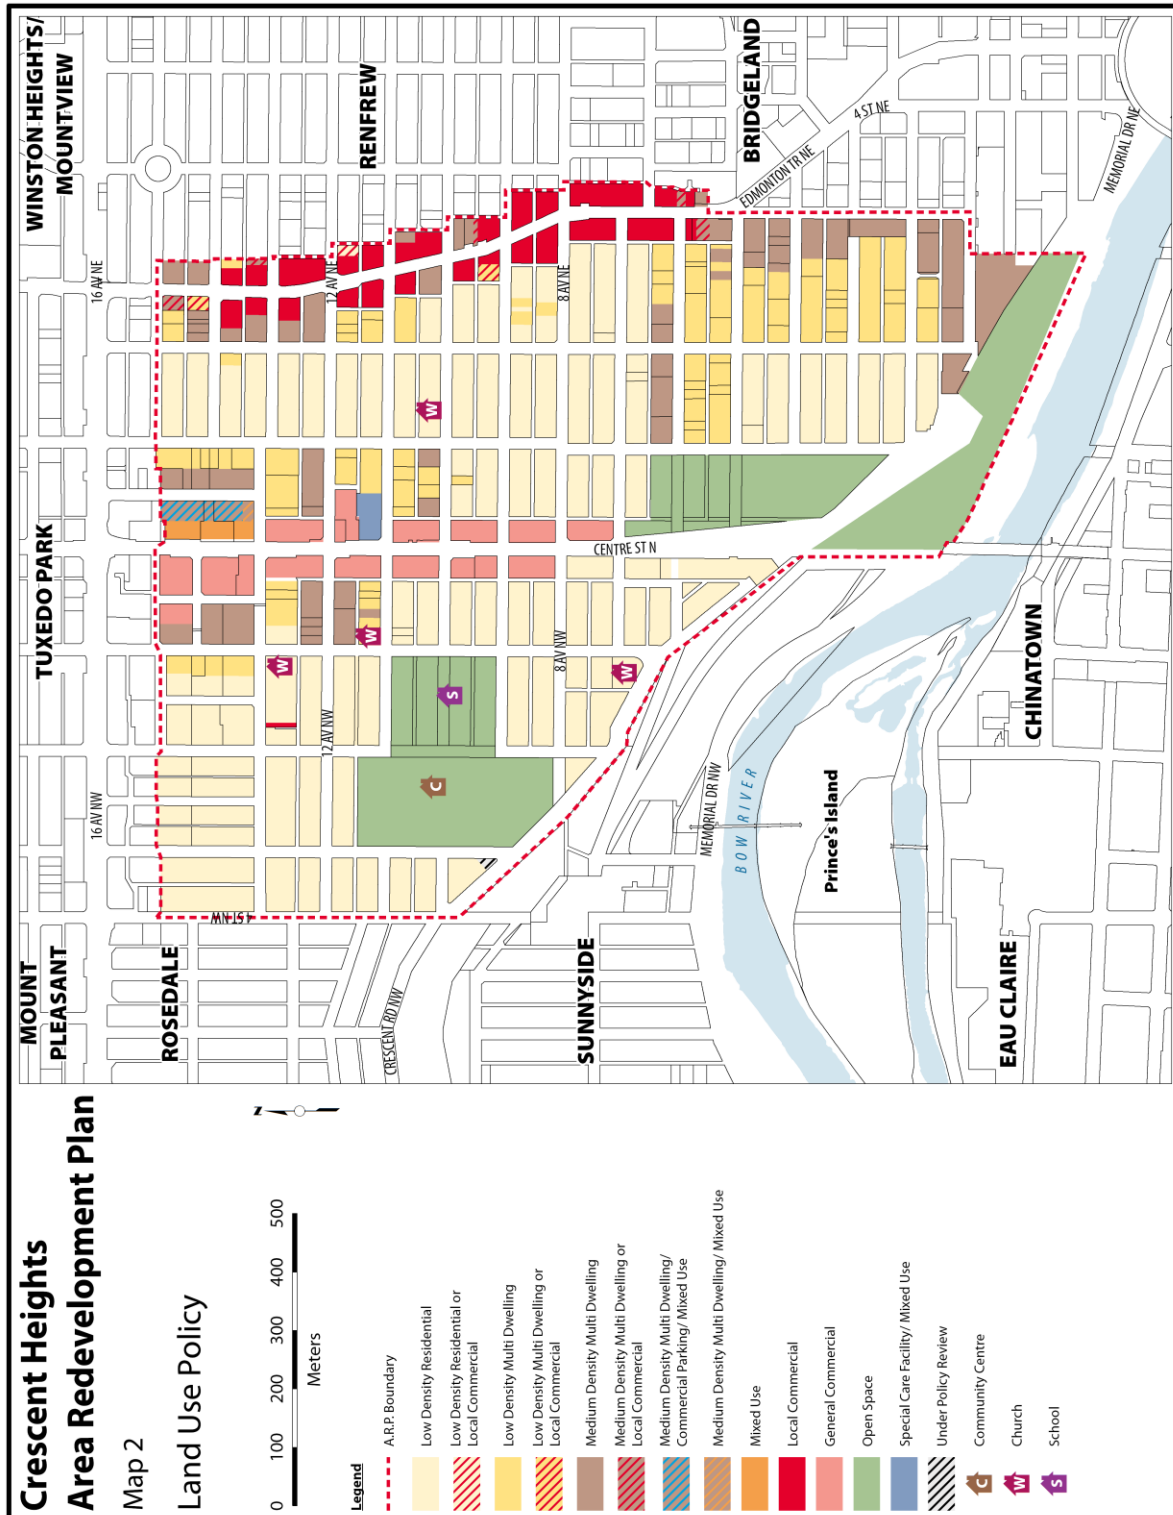 Crescent Heights
Area Redevelopment Plan
Map 2
Land Use Policy
N
0 100 200 300 400 500
Meters
Legend
A.R.P. Boundary
Low Density Residential
Low Density Residential or
Local Commercial
Low Density Multi Dwelling
Low Density Multi Dwelling or
Local Commercial
Medium Density Multi Dwelling
Medium Density Multi Dwelling or
Local Commercial
Medium Density Multi Dwelling/
Commercial Parking/ Mixed Use
Medium Density Multi Dwelling/ Mixed Use
Mixed Use
Local Commercial
General Commercial
Open Space
Special Care Facility/ Mixed Use
Under Policy Review
C Community Centre
W Church
S School
MOUNT
PLEASANT
TUXEDO PARK
WINSTON HEIGHTS/
MOUNTVIEW
16 AV NW
16 AV NE
ROSEDALE
4 ST NW
12 AV NW
12 AV NE
RENFREW
CRESCENT RD NW
W
W
W
C
S
8 AV NW
8 AV NE
CENTRE ST N
W
SUNNYSIDE
MEMORIAL DR NW
BOW RIVER
EDMONTON TR NE
BRIDGELAND
4 ST NE
Prince's Island
EAU CLAIRE
CHINATOWN
MEMORIAL DR NE